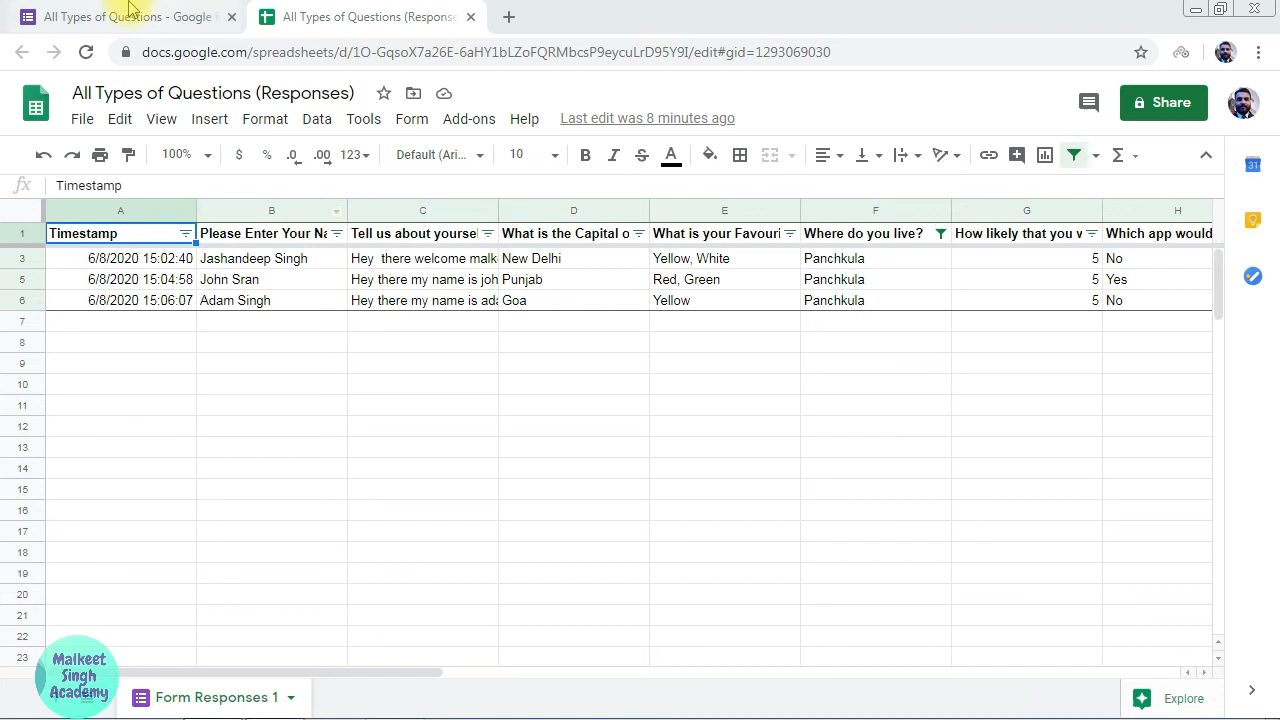 All Types of Questions - Google
All Types of Questions (Response
docs.google.com/spreadsheets/d/1O-GqsoX7a26E-6aHY1bLZoFQRMbcsP9eycuLrD95Y9I/edit#gid=1293069030
All Types of Questions (Responses)
File Edit View Insert Format Data Tools Form Add-ons Help Last edit was 8 minutes ago
Share
100% $ % .0 .00 123 Default (Ari... 10 B I S A Σ
31
fx Timestamp
A B C D E F G H
1 Timestamp Please Enter Your Na Tell us about yourse What is the Capital o What is your Favouri Where do you live? How likely that you w Which app would
3 6/8/2020 15:02:40 Jashandeep Singh Hey there welcome malk New Delhi Yellow, White Panchkula 5 No
5 6/8/2020 15:04:58 John Sran Hey there my name is joh Punjab Red, Green Panchkula 5 Yes
6 6/8/2020 15:06:07 Adam Singh Hey there my name is ada Goa Yellow Panchkula 5 No
7
8
9
10
11
12
13
14
15
16
17
18
19
20
21
22
23
Malkeet
Singh
Academy
Form Responses 1
Explore